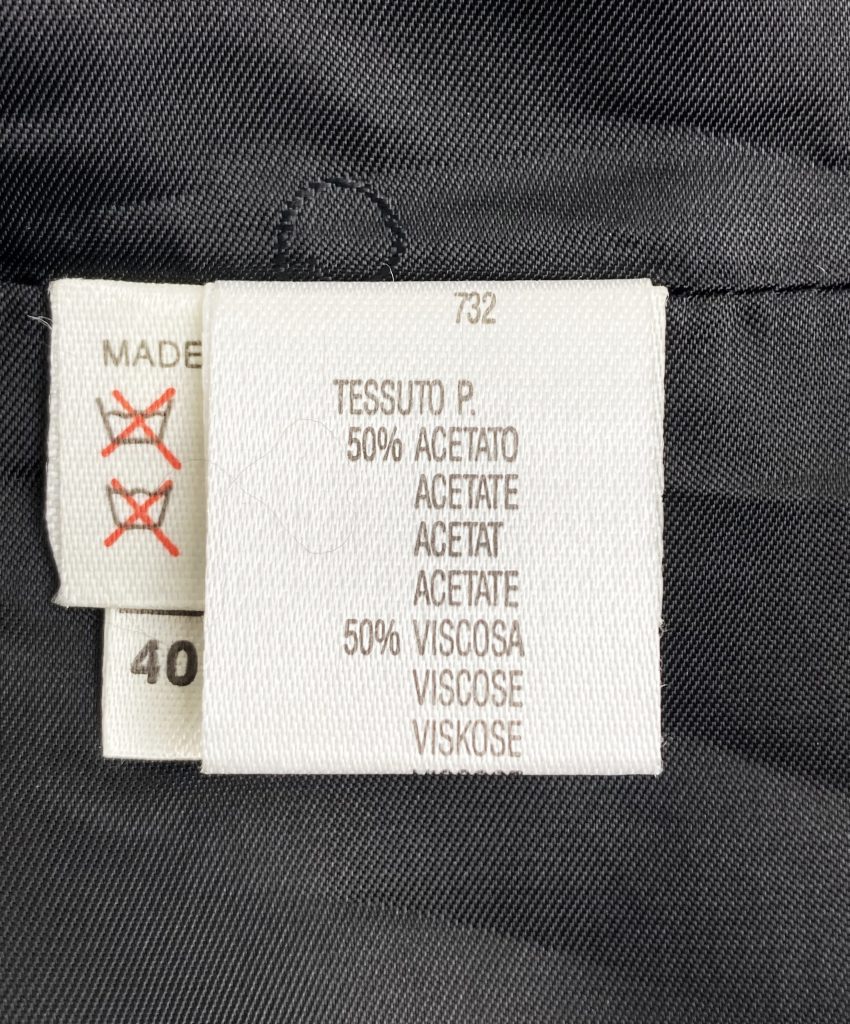 732
MADE
TESSUTO P.
50% ACETATO
ACETATE
ACETAT
ACETATE
50% VISCOSA
VISCOSE
VISKOSE
40